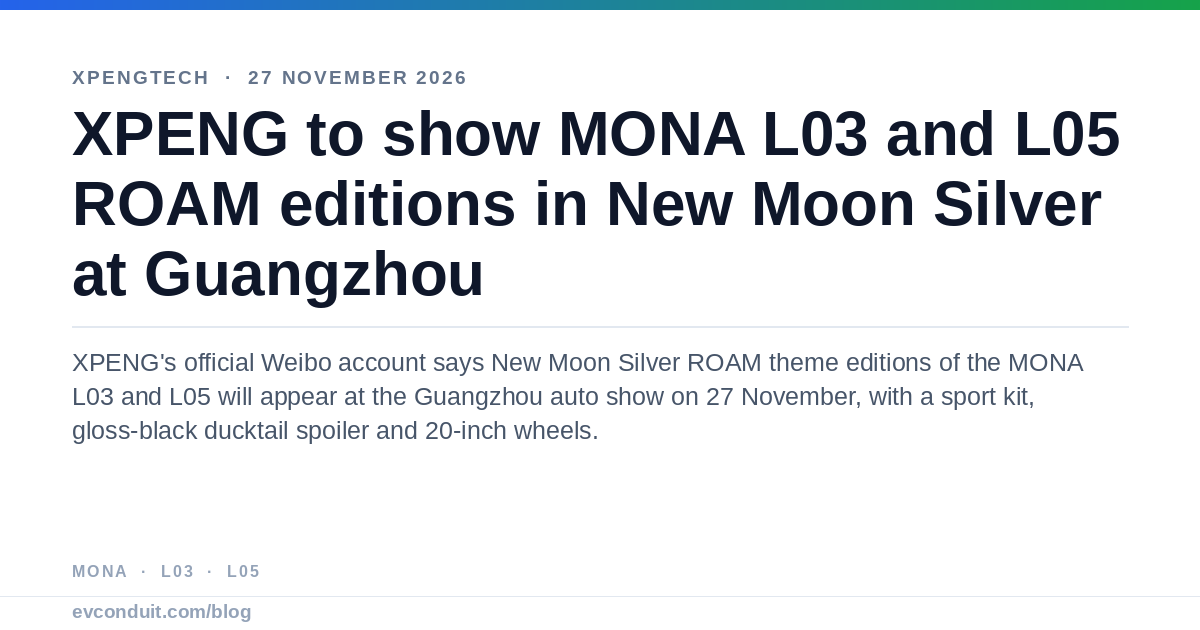 XPENGTECH · 27 NOVEMBER 2026
XPENG to show MONA L03 and L05
ROAM editions in New Moon Silver
at Guangzhou
XPENG's official Weibo account says New Moon Silver ROAM theme editions of the MONA
L03 and L05 will appear at the Guangzhou auto show on 27 November, with a sport kit,
gloss-black ducktail spoiler and 20-inch wheels.
MONA · L03 · L05
evconduit.com/blog